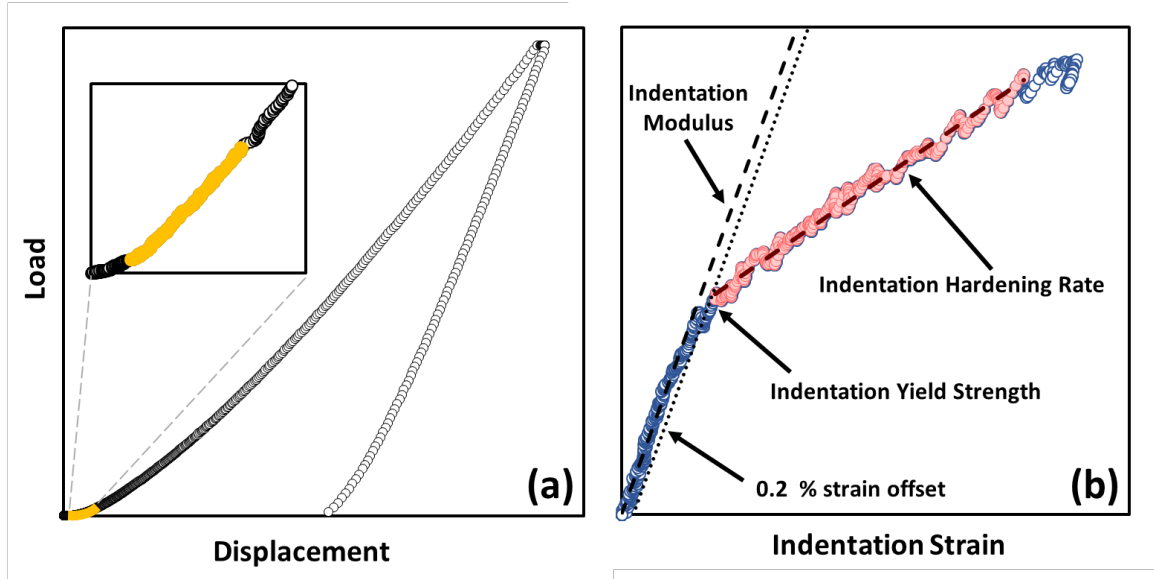 Load
(a)
Displacement
Indentation
Modulus
Indentation Hardening Rate
Indentation Yield Strength
0.2 % strain offset
(b)
Indentation Strain